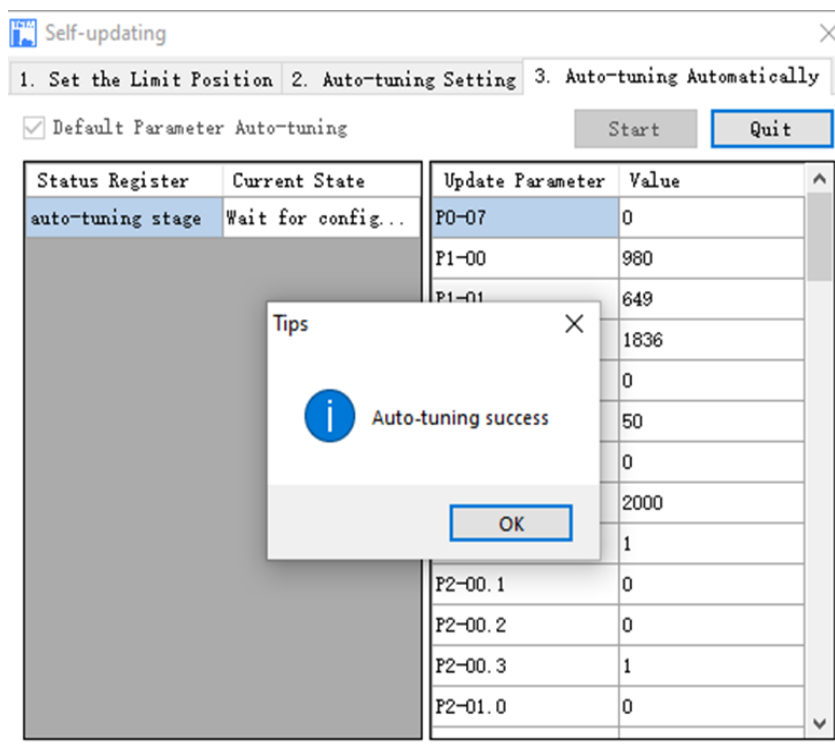 Self-updating
1. Set the Limit Position 2. Auto-tuning Setting 3. Auto-tuning Automatically
Default Parameter Auto-tuning Start Quit
Status Register Current State Update Parameter Value
auto-tuning stage Wait for config... P0-07 0
P1-00 980
P1-01 649
Tips
1836
0
Auto-tuning success
50
0
2000
OK
1
P2-00.1 0
P2-00.2 0
P2-00.3 1
P2-01.0 0